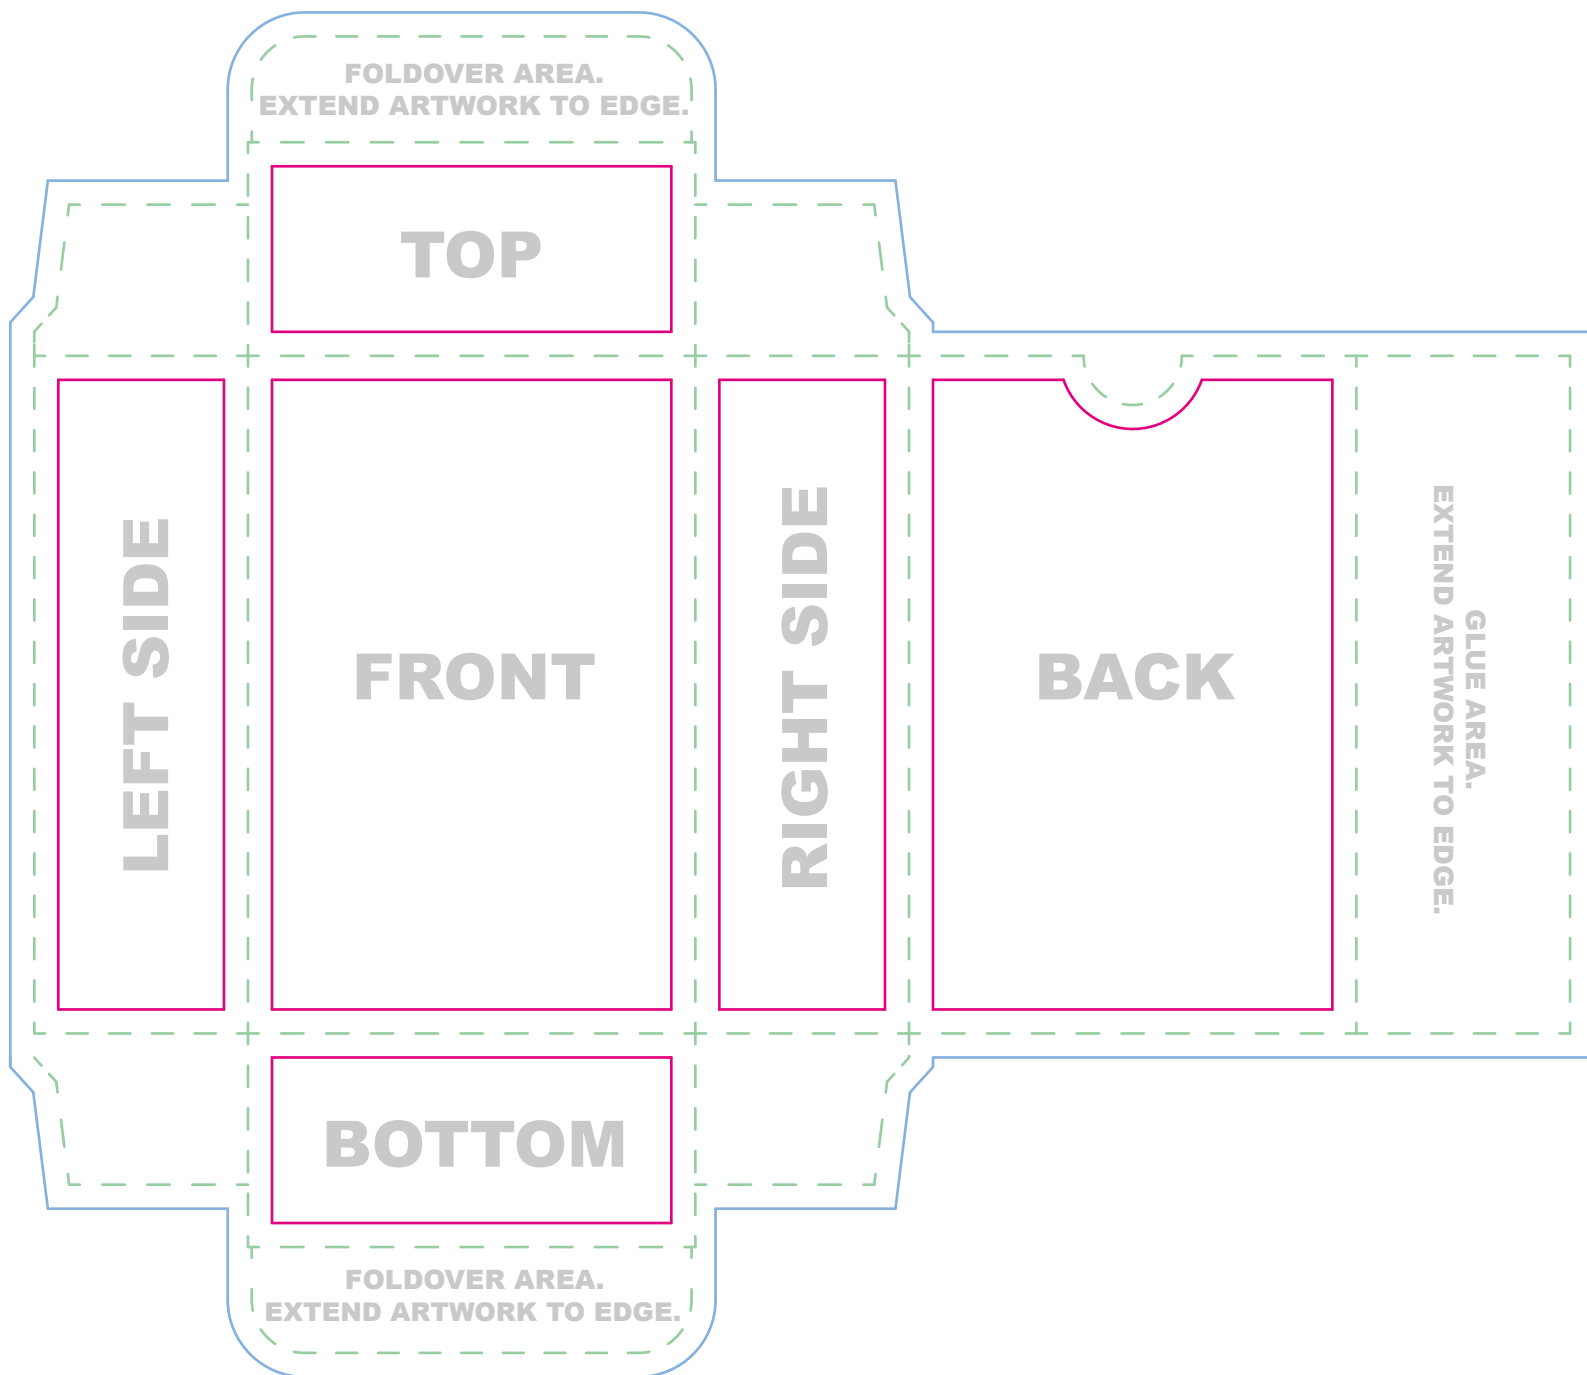 FOLDOVER AREA.
EXTEND ARTWORK TO EDGE.
TOP
LEFT SIDE
FRONT
RIGHT SIDE
BACK
GLUE AREA.
EXTEND ARTWORK TO EDGE.
BOTTOM
FOLDOVER AREA.
EXTEND ARTWORK TO EDGE.